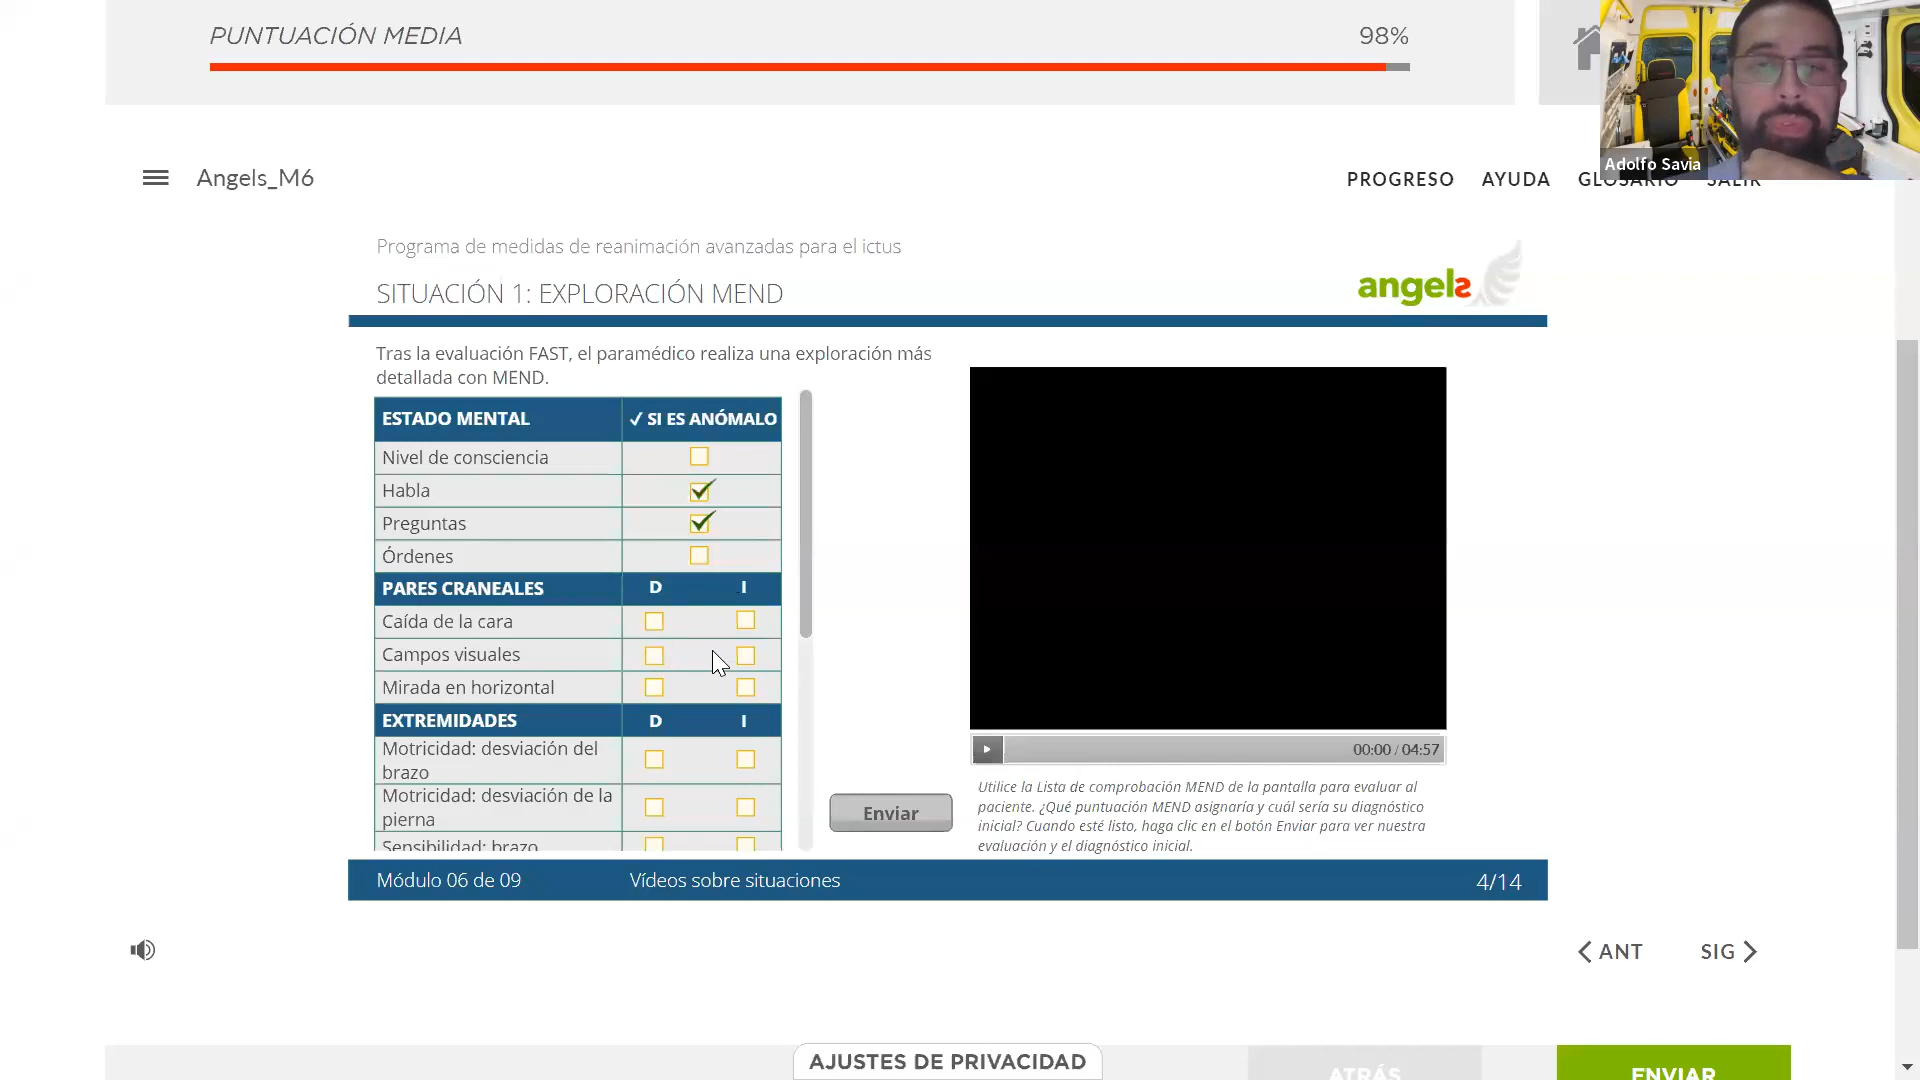 PUNTUACIÓN MEDIA
98%
Adolfo Savia
Angels_M6
PROGRESO
AYUDA
GLOSARIO
SALIR
Programa de medidas de reanimación avanzadas para el ictus
SITUACIÓN 1: EXPLORACIÓN MEND
angels
Tras la evaluación FAST, el paramédico realiza una exploración más
detallada con MEND.
ESTADO MENTAL
✓ SI ES ANÓMALO
Nivel de consciencia
Habla
Preguntas
Órdenes
PARES CRANEALES
D
I
Caída de la cara
Campos visuales
Mirada en horizontal
EXTREMIDADES
D
I
Motricidad: desviación del
brazo
Motricidad: desviación de la
pierna
Sensibilidad: brazo
Enviar
00:00 / 04:57
Utilice la Lista de comprobación MEND de la pantalla para evaluar al
paciente. ¿Qué puntuación MEND asignaría y cuál sería su diagnóstico
inicial? Cuando esté listo, haga clic en el botón Enviar para ver nuestra
evaluación y el diagnóstico inicial.
Módulo 06 de 09
Vídeos sobre situaciones
4/14
ANT
SIG
AJUSTES DE PRIVACIDAD
ATRÁS
ENVIAR